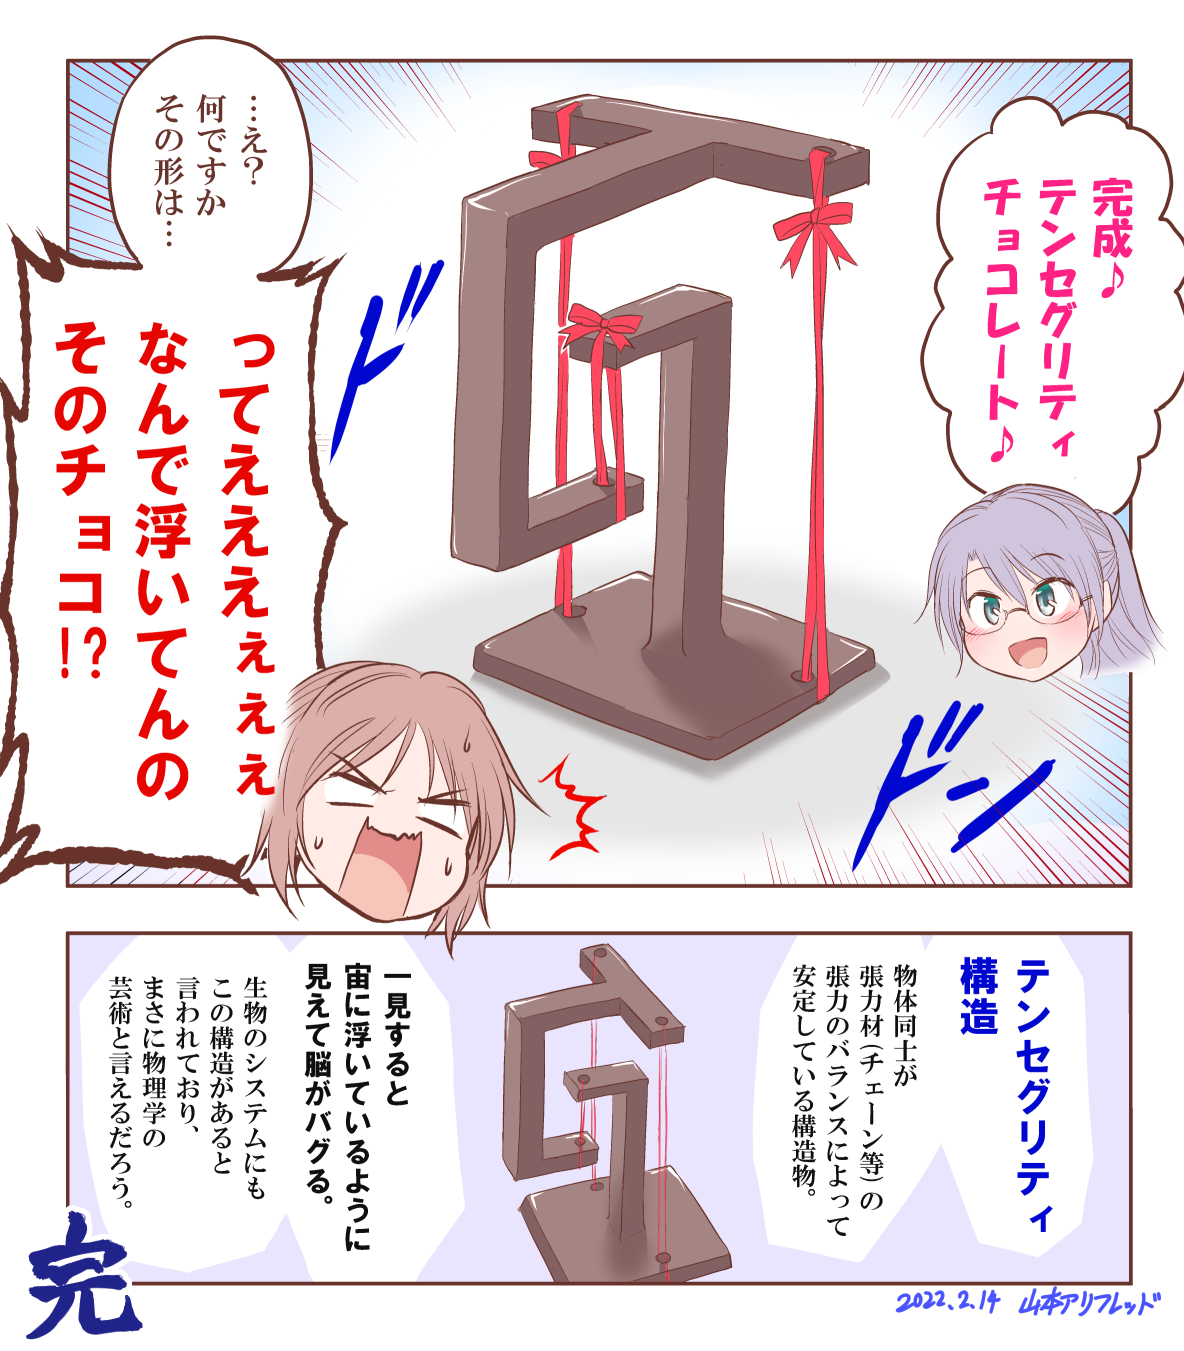 完成♪
テンセグリティ
チョコレート♪
…え？
何ですか
その形は…
ってえええぇぇぇ
なんで浮いてんの
そのチョコ!?
ドドン
テンセグリティ
構造
物体同士が
張力材（チェーン等）の
張力のバランスによって
安定している構造物。
一見すると
宙に浮いているように
見えて脳がバグる。
生物のシステムにも
この構造があると
言われており、
まさに物理学の
芸術と言えるだろう。
完
2022.2.14 山本アリフレッド